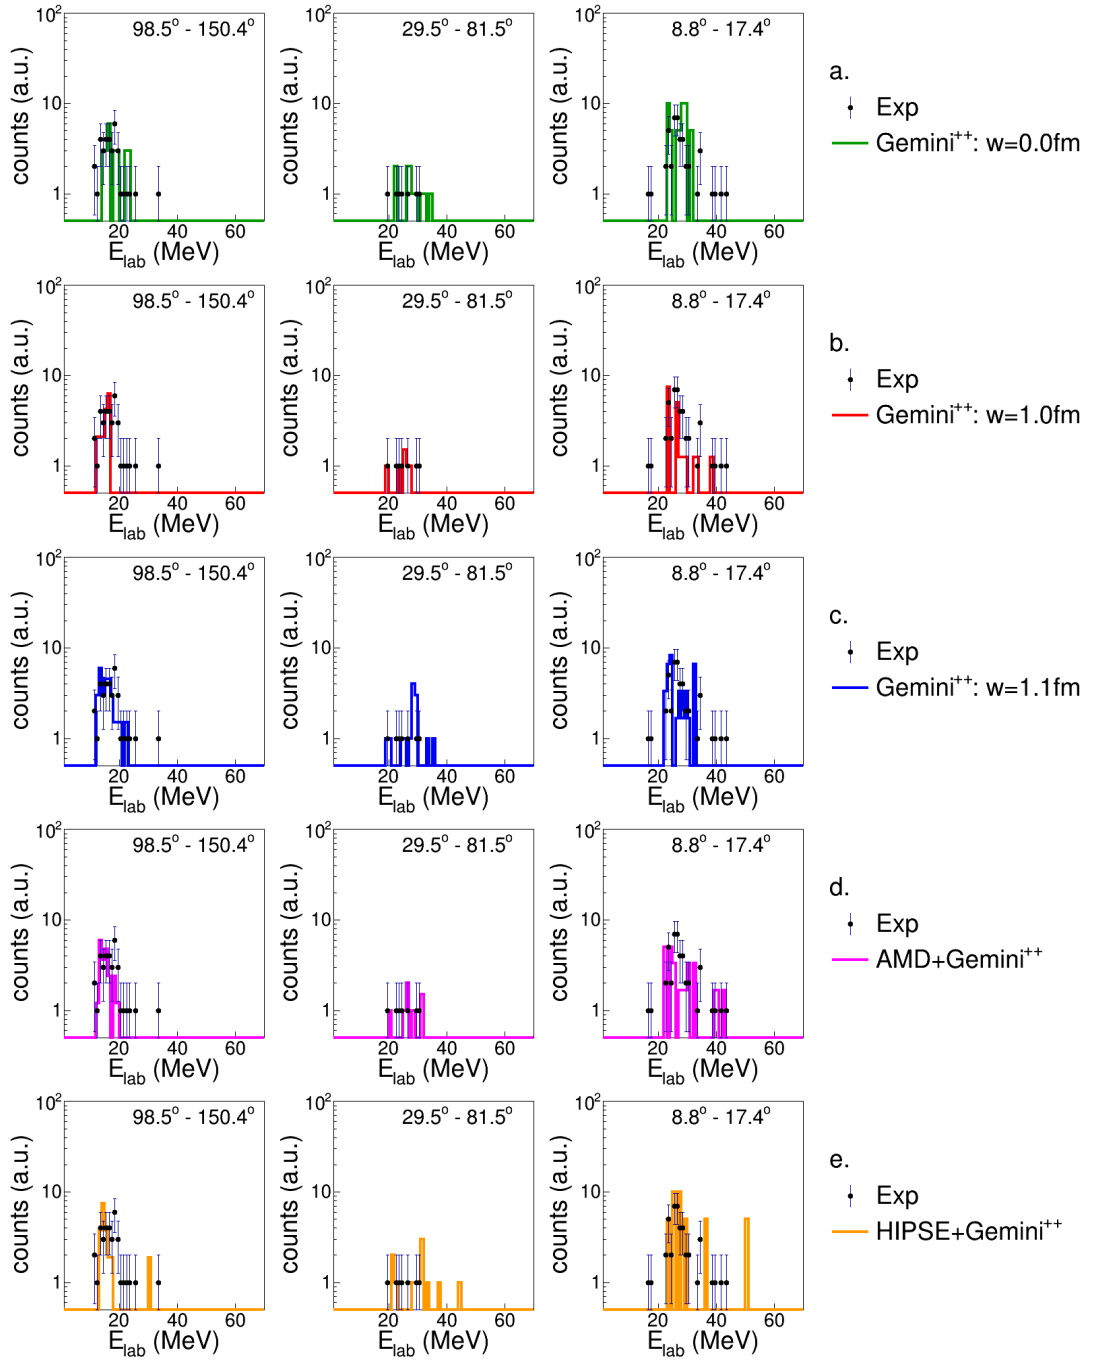 counts (a.u.)
10²
10
1
98.5° - 150.4°
20 40 60
E_lab (MeV)
counts (a.u.)
10²
10
1
29.5° - 81.5°
20 40 60
E_lab (MeV)
counts (a.u.)
10²
10
1
8.8° - 17.4°
20 40 60
E_lab (MeV)
a.
Exp
Gemini⁺⁺: w=0.0fm
counts (a.u.)
10²
10
1
98.5° - 150.4°
20 40 60
E_lab (MeV)
counts (a.u.)
10²
10
1
29.5° - 81.5°
20 40 60
E_lab (MeV)
counts (a.u.)
10²
10
1
8.8° - 17.4°
20 40 60
E_lab (MeV)
b.
Exp
Gemini⁺⁺: w=1.0fm
counts (a.u.)
10²
10
1
98.5° - 150.4°
20 40 60
E_lab (MeV)
counts (a.u.)
10²
10
1
29.5° - 81.5°
20 40 60
E_lab (MeV)
counts (a.u.)
10²
10
1
8.8° - 17.4°
20 40 60
E_lab (MeV)
c.
Exp
Gemini⁺⁺: w=1.1fm
counts (a.u.)
10²
10
1
98.5° - 150.4°
20 40 60
E_lab (MeV)
counts (a.u.)
10²
10
1
29.5° - 81.5°
20 40 60
E_lab (MeV)
counts (a.u.)
10²
10
1
8.8° - 17.4°
20 40 60
E_lab (MeV)
d.
Exp
AMD+Gemini⁺⁺
counts (a.u.)
10²
10
1
98.5° - 150.4°
20 40 60
E_lab (MeV)
counts (a.u.)
10²
10
1
29.5° - 81.5°
20 40 60
E_lab (MeV)
counts (a.u.)
10²
10
1
8.8° - 17.4°
20 40 60
E_lab (MeV)
e.
Exp
HIPSE+Gemini⁺⁺